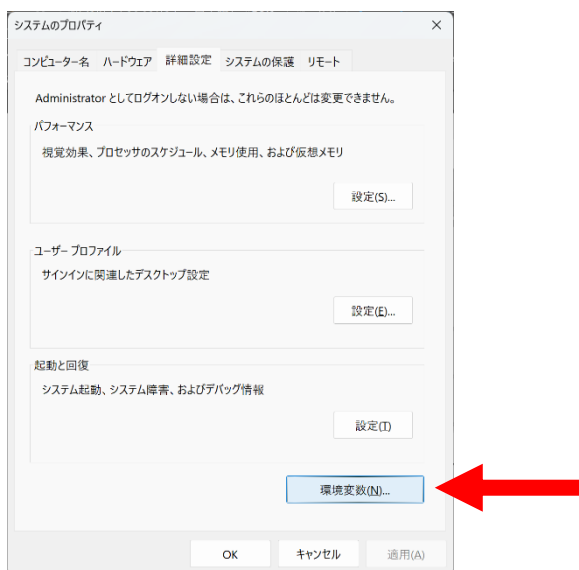 システムのプロパティ
コンピューター名 ハードウェア 詳細設定 システムの保護 リモート
Administrator としてログオンしない場合は、これらのほとんどは変更できません。
パフォーマンス
視覚効果、プロセッサのスケジュール、メモリ使用、および仮想メモリ
設定(S)...
ユーザー プロファイル
サインインに関連したデスクトップ設定
設定(E)...
起動と回復
システム起動、システム障害、およびデバッグ情報
設定(T)
環境変数(N)...
OK キャンセル 適用(A)